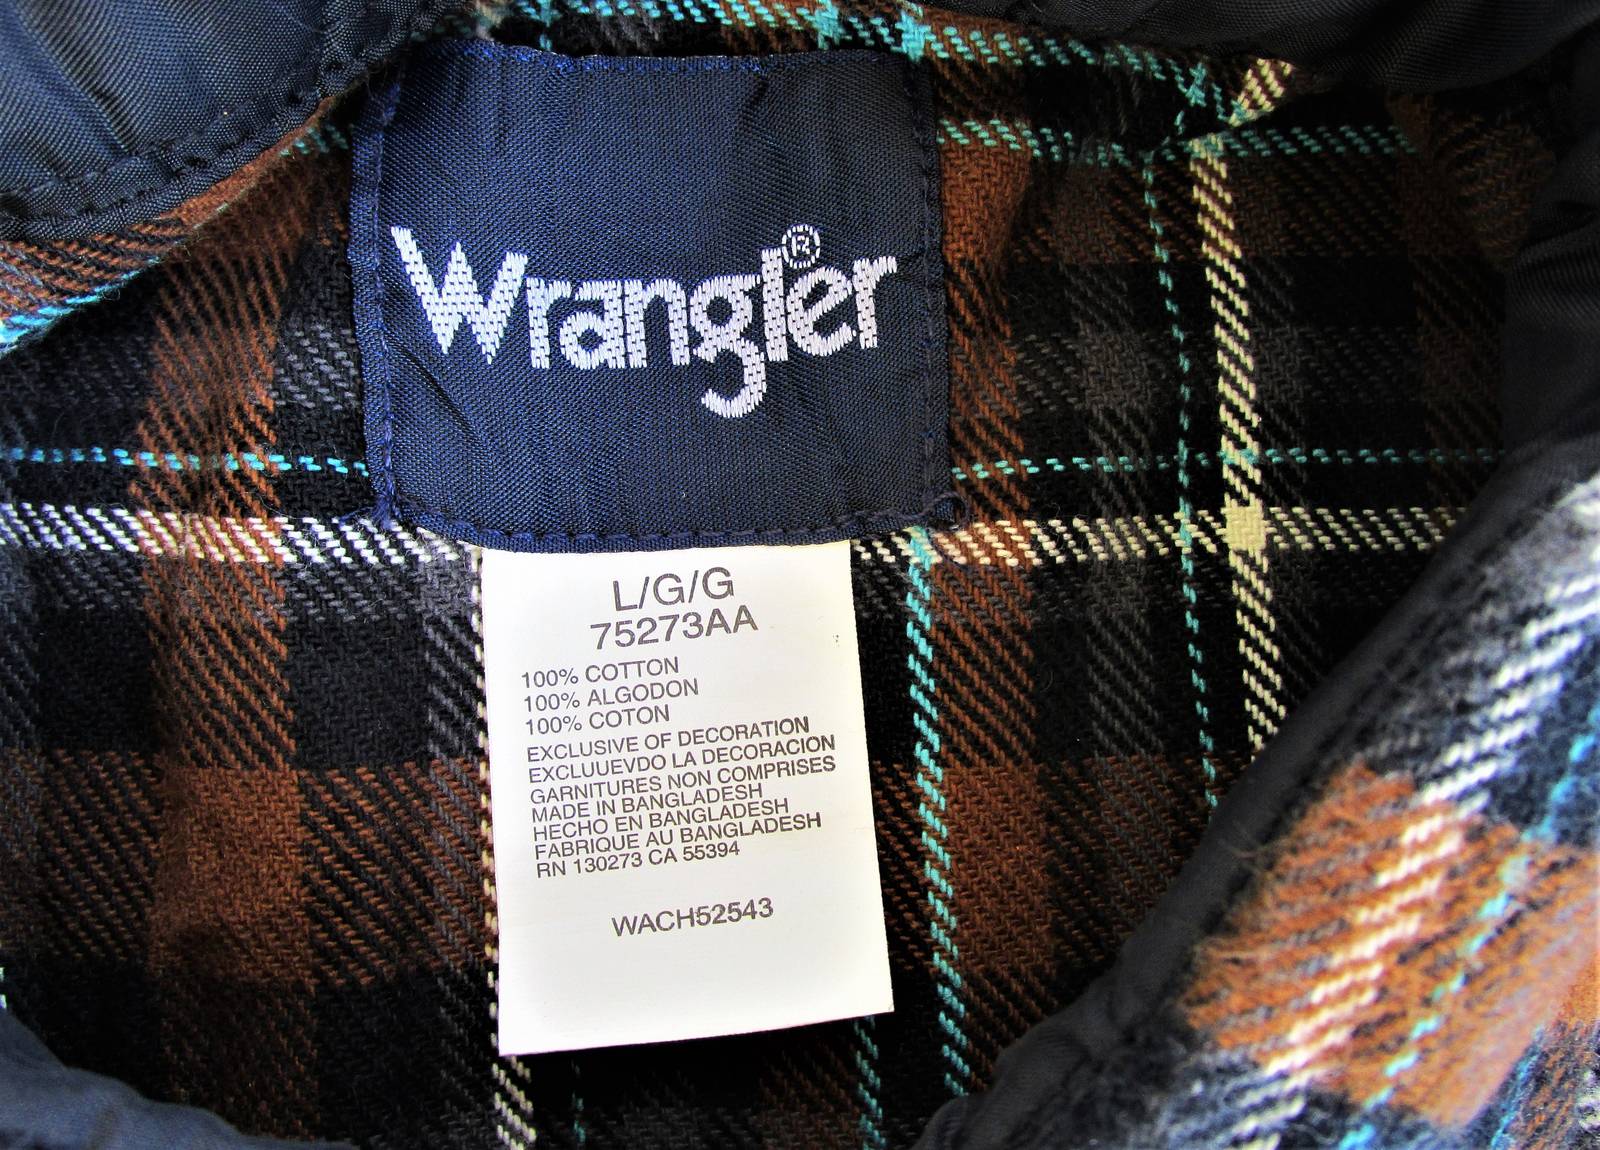 Wrangler®
L/G/G
75273AA
100% COTTON
100% ALGODON
100% COTON
EXCLUSIVE OF DECORATION
EXCLUUEVDO LA DECORACION
GARNITURES NON COMPRISES
MADE IN BANGLADESH
HECHO EN BANGLADESH
FABRIQUE AU BANGLADESH
RN 130273 CA 55394
WACH52543